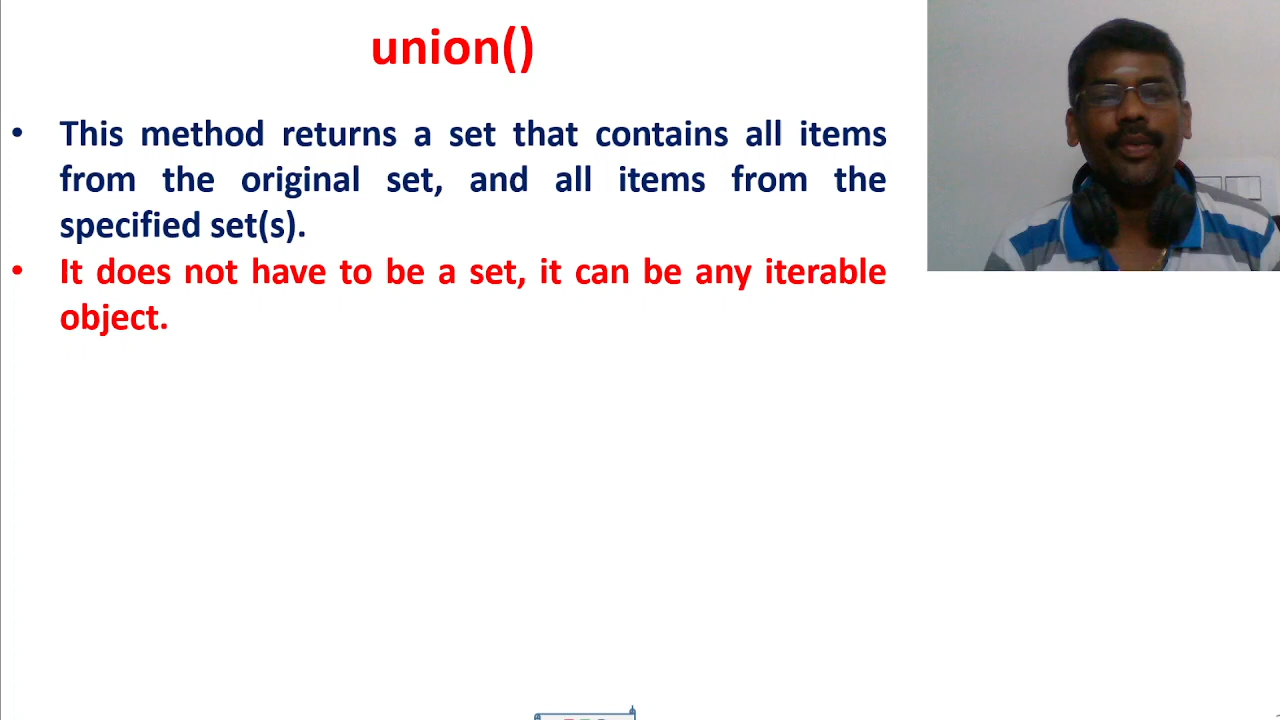 union()
• This method returns a set that contains all items
from the original set, and all items from the
specified set(s).
• It does not have to be a set, it can be any iterable
object.